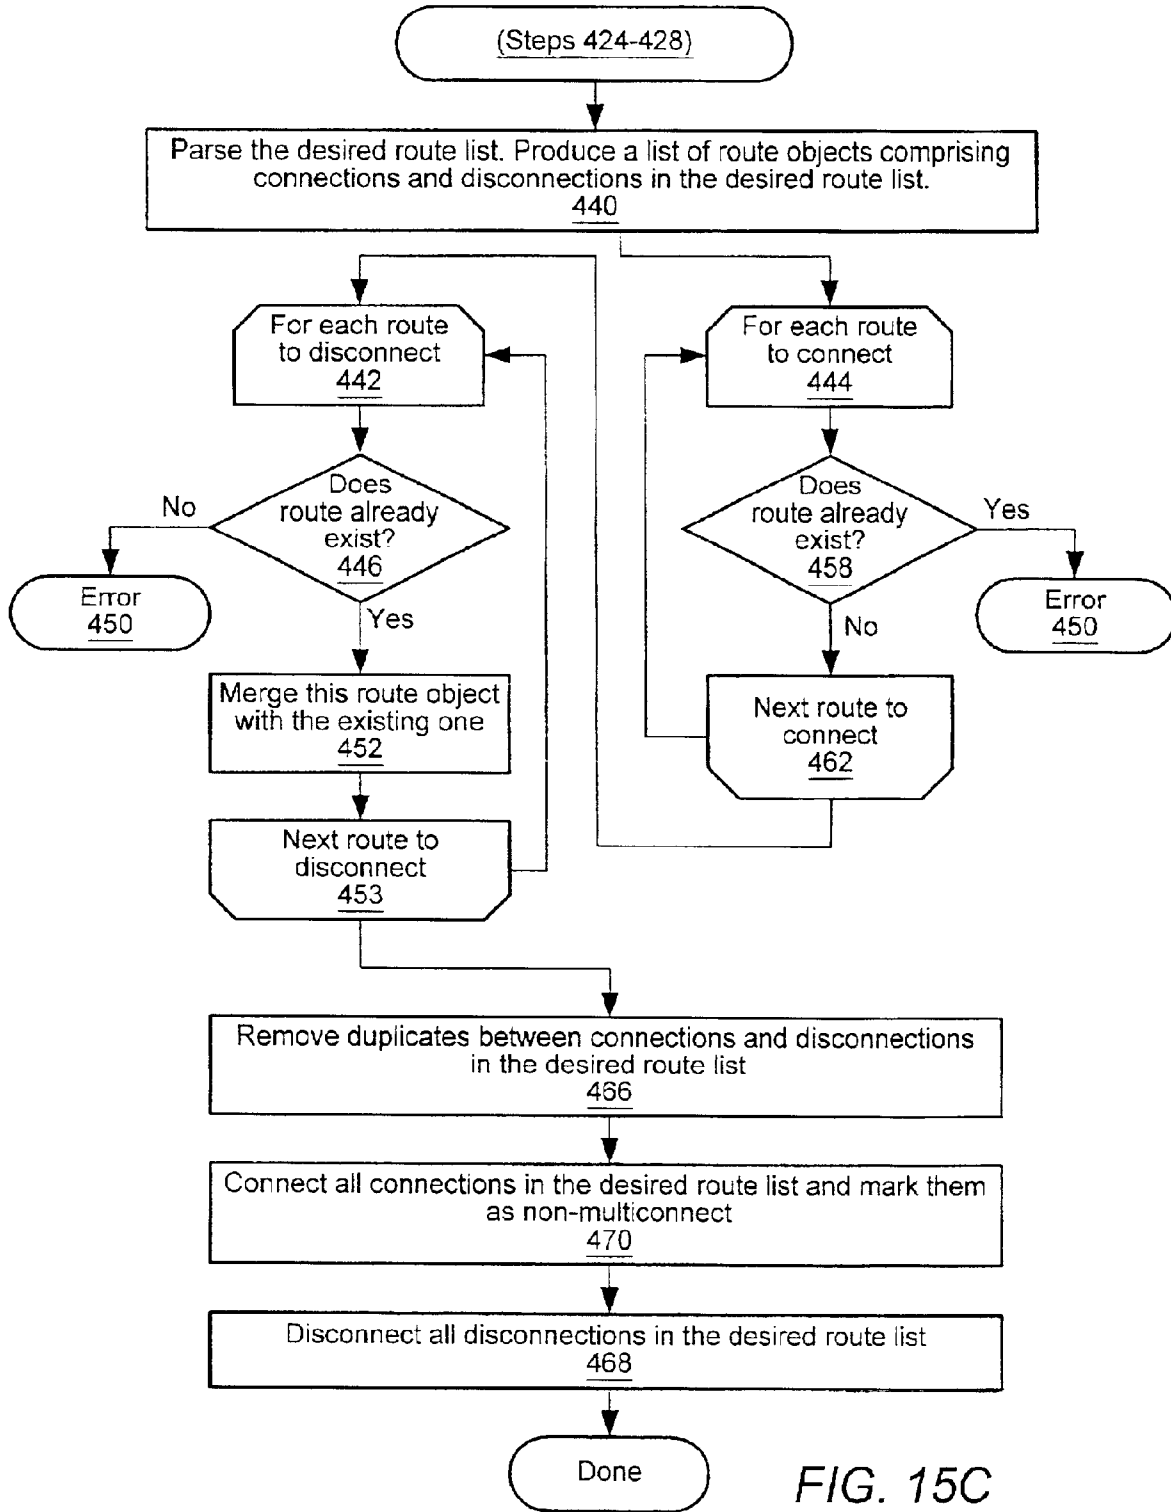 (Steps 424-428)
Parse the desired route list. Produce a list of route objects comprising
connections and disconnections in the desired route list.
440
For each route
to disconnect
442
For each route
to connect
444
No
Does
route already
exist?
446
Does
route already
exist?
458
Yes
Error
450
Yes
No
Error
450
Merge this route object
with the existing one
452
Next route to
connect
462
Next route to
disconnect
453
Remove duplicates between connections and disconnections
in the desired route list
466
Connect all connections in the desired route list and mark them
as non-multiconnect
470
Disconnect all disconnections in the desired route list
468
Done
FIG. 15C